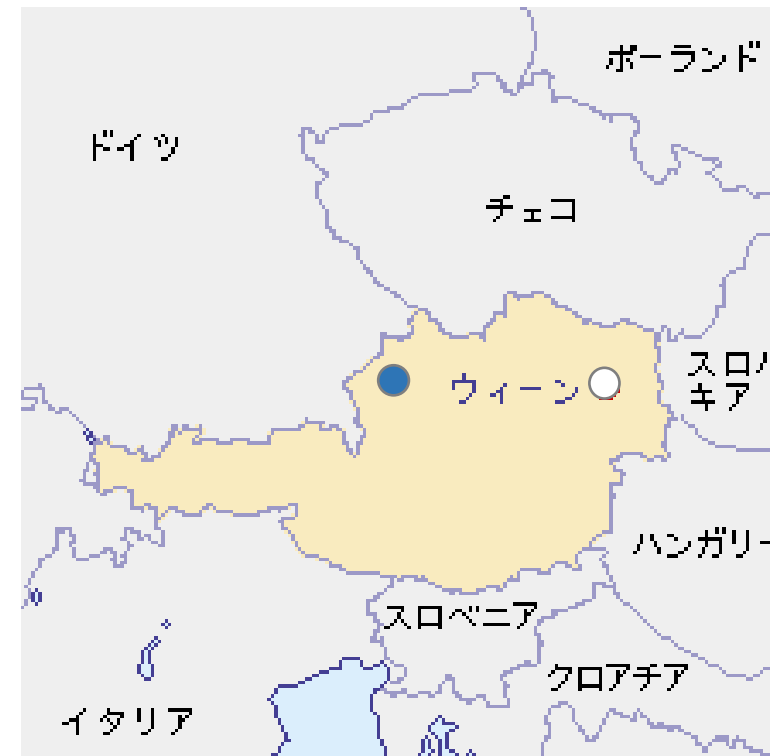 ポーランド
ドイツ
チェコ
スロバ
キア
ウィーン
ハンガリー
スロベニア
クロアチア
イタリア